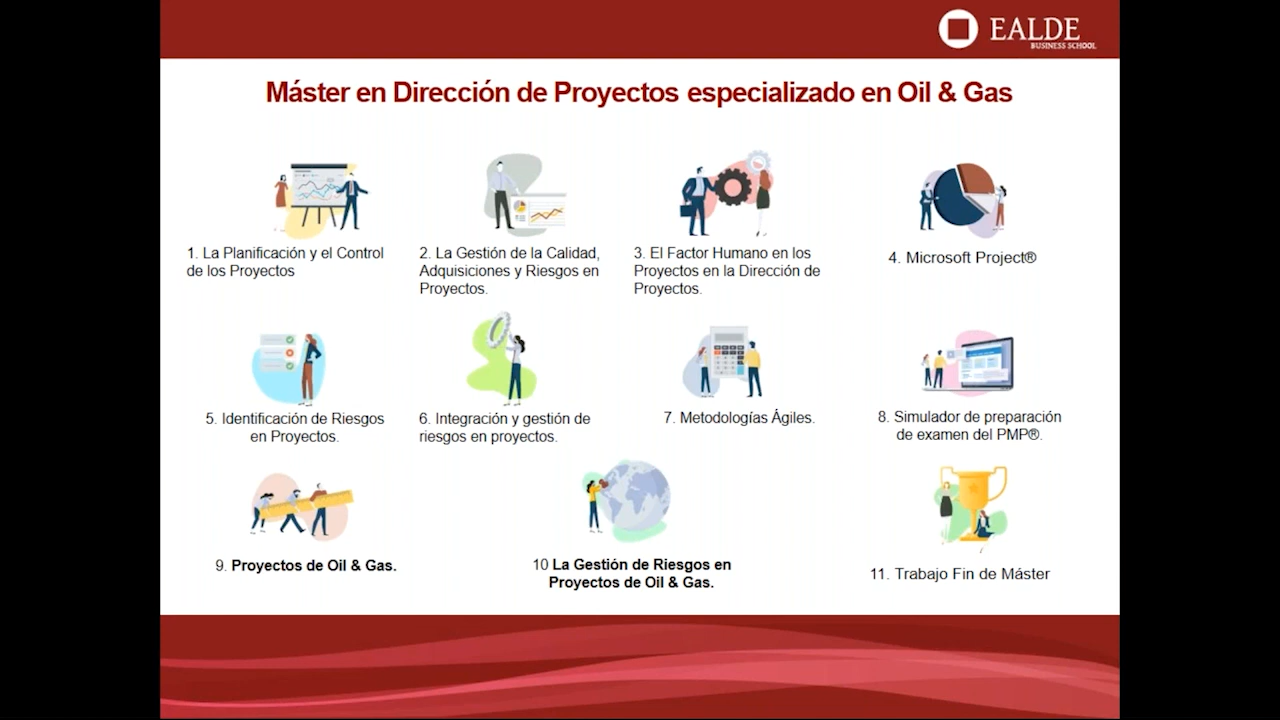 EALDE
BUSINESS SCHOOL
Máster en Dirección de Proyectos especializado en Oil & Gas
1. La Planificación y el Control
de los Proyectos
2. La Gestión de la Calidad,
Adquisiciones y Riesgos en
Proyectos.
3. El Factor Humano en los
Proyectos en la Dirección de
Proyectos.
4. Microsoft Project®
5. Identificación de Riesgos
en Proyectos.
6. Integración y gestión de
riesgos en proyectos.
7. Metodologías Ágiles.
8. Simulador de preparación
de examen del PMP®.
9. Proyectos de Oil & Gas.
10 La Gestión de Riesgos en
Proyectos de Oil & Gas.
11. Trabajo Fin de Máster